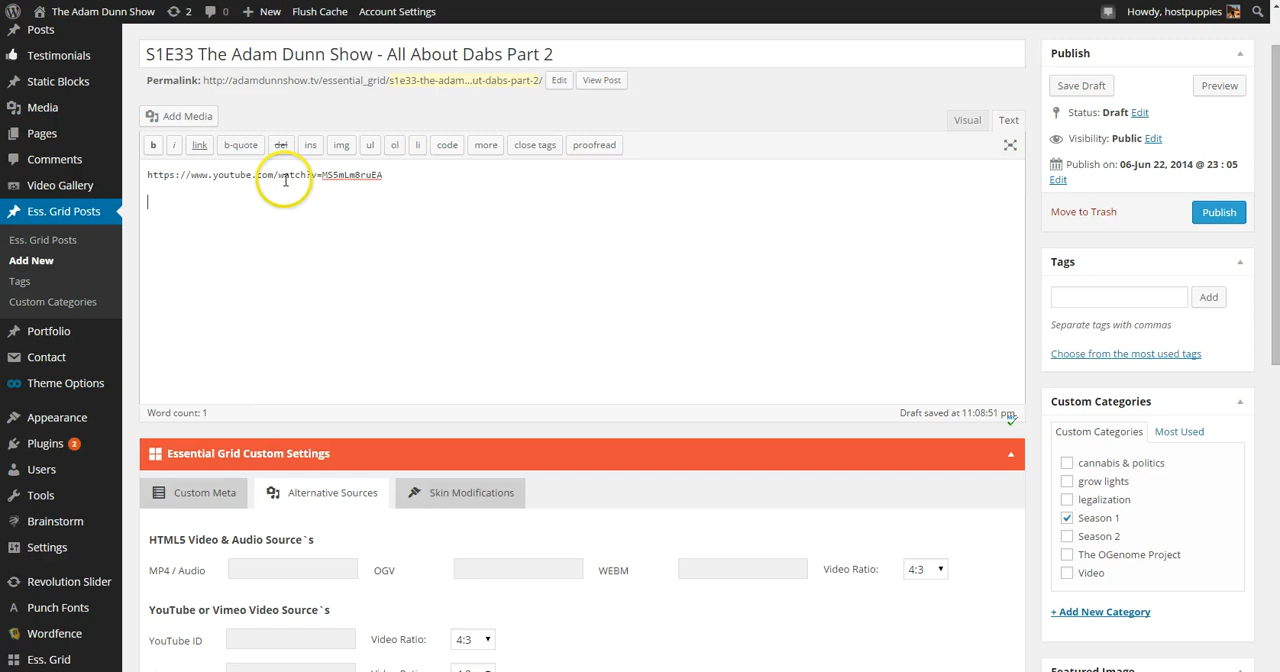 The Adam Dunn Show 2 0 New Flush Cache Account Settings Howdy, hostpuppies
Posts
Testimonials
Static Blocks
Media
Pages
Comments
Video Gallery
Ess. Grid Posts
Ess. Grid Posts
Add New
Tags
Custom Categories
Portfolio
Contact
Theme Options
Appearance
Plugins 2
Users
Tools
Brainstorm
Settings
Revolution Slider
Punch Fonts
Wordfence
Ess. Grid
S1E33 The Adam Dunn Show - All About Dabs Part 2
Permalink: http://adamdunnshow.tv/essential_grid/s1e33-the-adam...ut-dabs-part-2/ Edit View Post
Add Media
Visual Text
b i link b-quote del ins img ul ol li code more close tags proofread
https://www.youtube.com/watch?v=MS5mLm8ruEA
Word count: 1 Draft saved at 11:08:51 pm.
Essential Grid Custom Settings
Custom Meta Alternative Sources Skin Modifications
HTML5 Video & Audio Source`s
MP4 / Audio OGV WEBM Video Ratio: 4:3
YouTube or Vimeo Video Source`s
YouTube ID Video Ratio: 4:3
Publish
Save Draft Preview
Status: Draft Edit
Visibility: Public Edit
Publish on: 06-Jun 22, 2014 @ 23 : 05
Edit
Move to Trash Publish
Tags
Add
Separate tags with commas
Choose from the most used tags
Custom Categories
Custom Categories Most Used
cannabis & politics
grow lights
legalization
Season 1
Season 2
The OGenome Project
Video
+ Add New Category